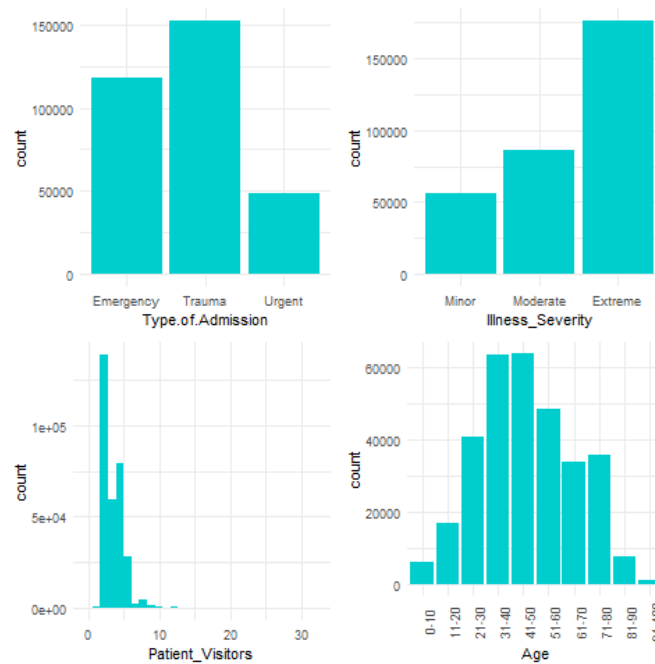 150000
100000
50000
0
count
Emergency Trauma Urgent
Type.of.Admission
150000
100000
50000
0
count
Minor Moderate Extreme
Illness_Severity
1e+05
5e+04
0e+00
count
0 10 20 30
Patient_Visitors
60000
40000
20000
0
count
0-10 11-20 21-30 31-40 41-50 51-60 61-70 71-80 81-90
Age